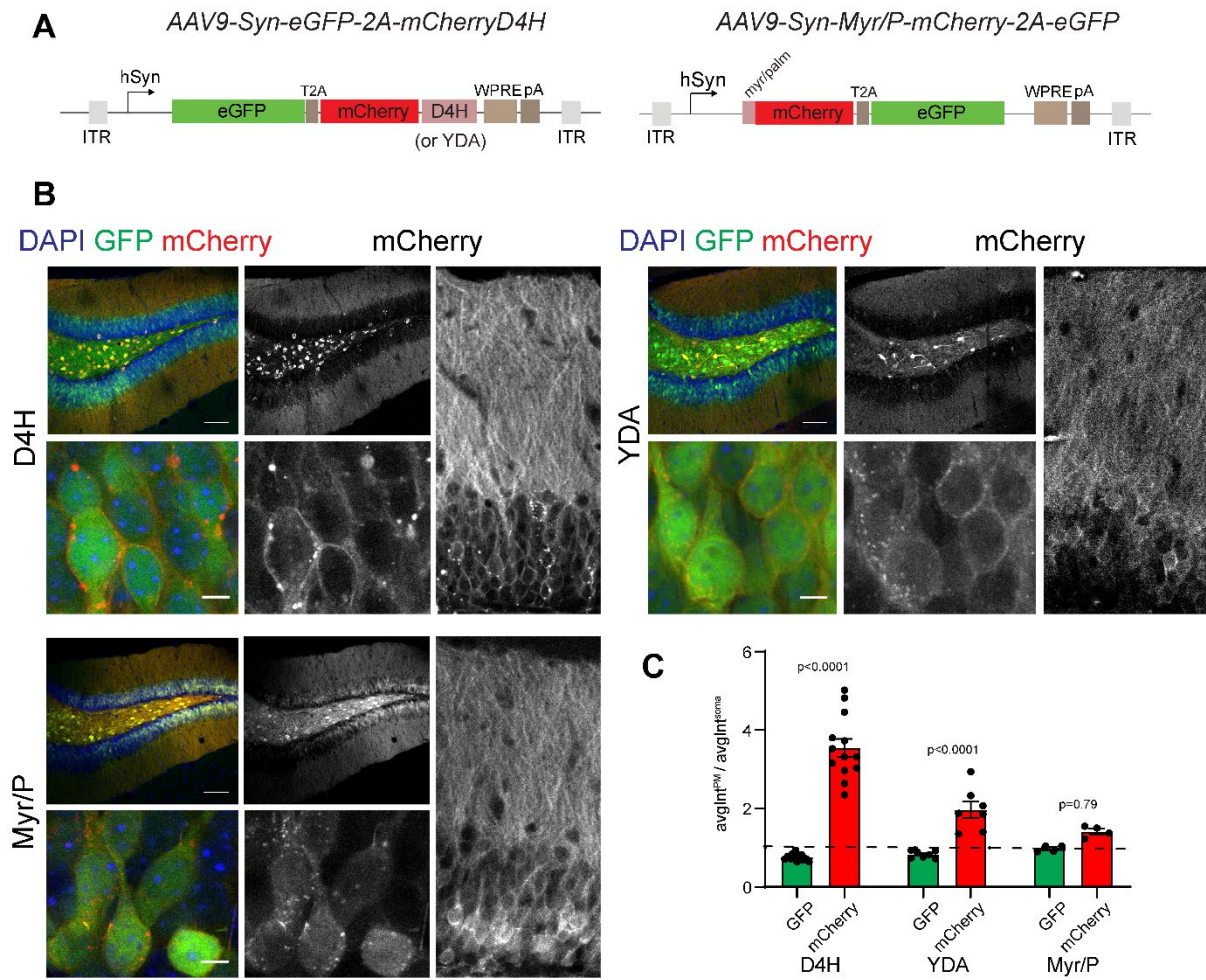 A
AAV9-Syn-eGFP-2A-mCherryD4H
AAV9-Syn-Myr/P-mCherry-2A-eGFP
hSyn
T2A
WPRE pA
eGFP
mCherry
D4H
(or YDA)
ITR
ITR
hSyn
myr/palm
T2A
WPRE pA
mCherry
eGFP
ITR
ITR
B
DAPI GFP mCherry
mCherry
DAPI GFP mCherry
mCherry
D4H
YDA
Myr/P
C
avgInt^PM / avgInt^soma
6
4
2
0
p<0.0001
p<0.0001
p=0.79
GFP
mCherry
GFP
mCherry
GFP
mCherry
D4H
YDA
Myr/P